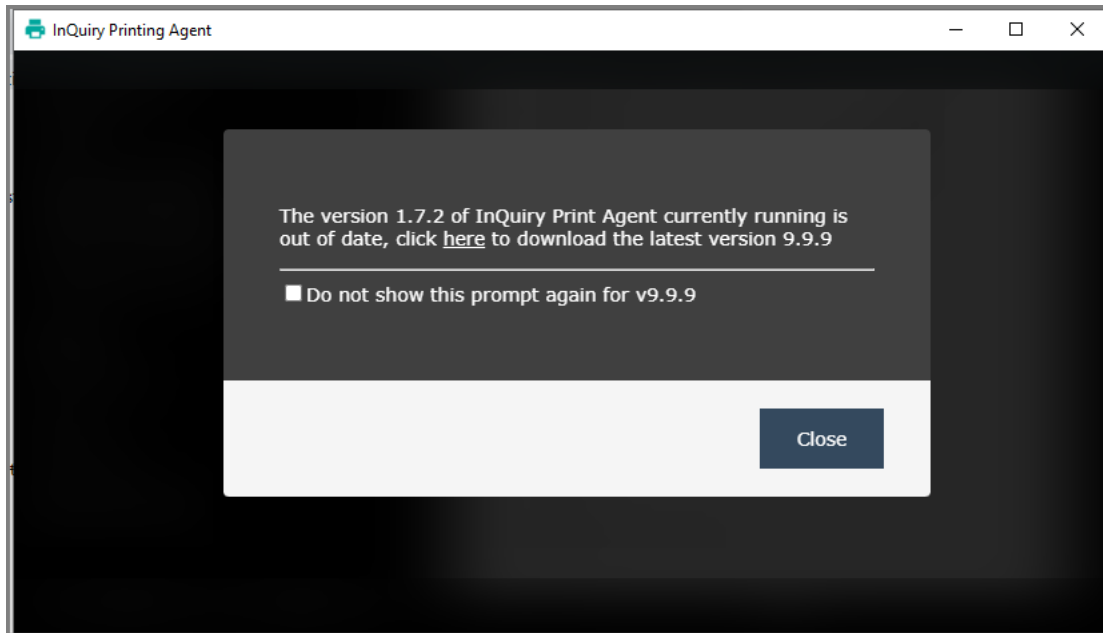 InQuiry Printing Agent
The version 1.7.2 of InQuiry Print Agent currently running is
out of date, click here to download the latest version 9.9.9
Do not show this prompt again for v9.9.9
Close